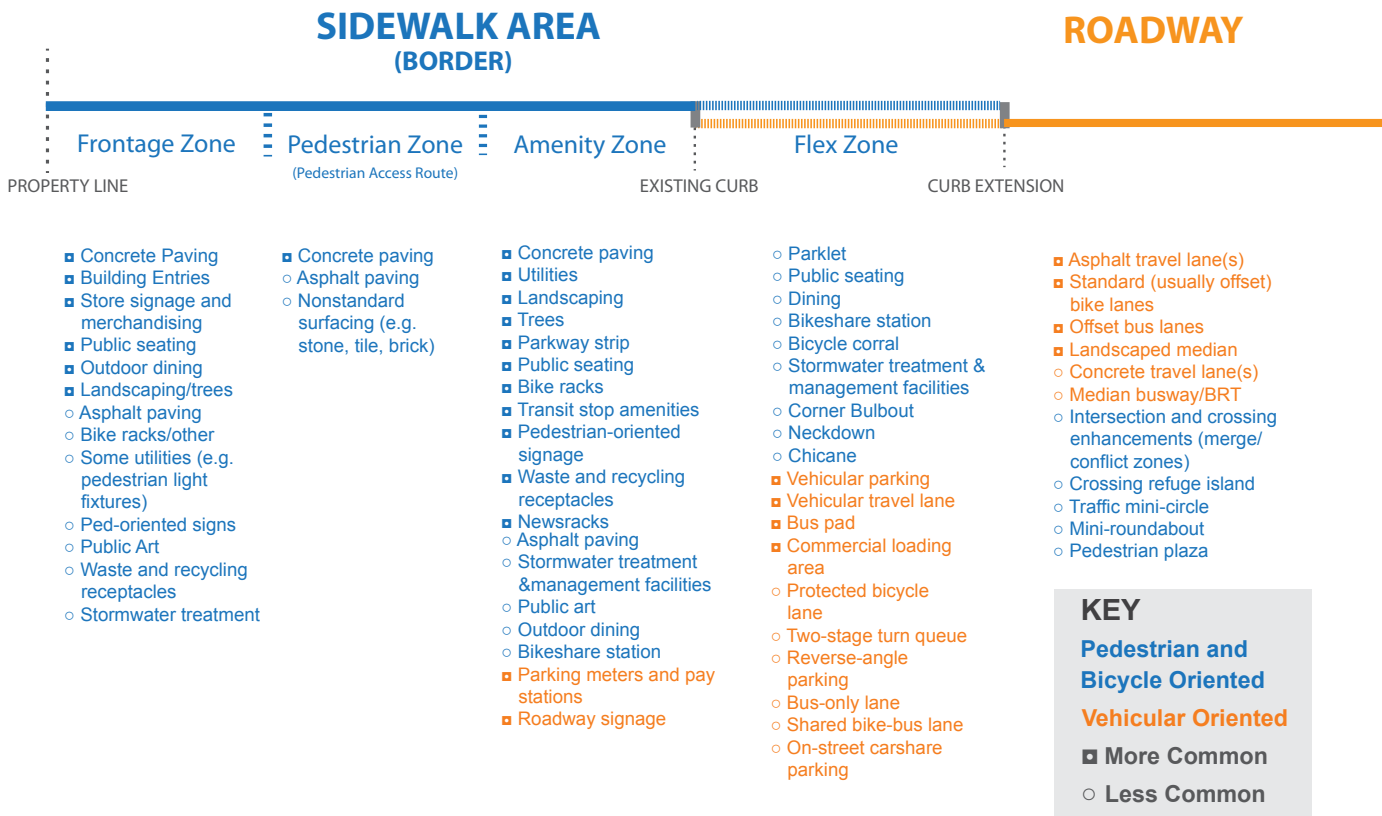 SIDEWALK AREA
(BORDER)
ROADWAY
Frontage Zone
Pedestrian Zone
(Pedestrian Access Route)
Amenity Zone
Flex Zone
PROPERTY LINE
EXISTING CURB
CURB EXTENSION
◘ Concrete Paving
◘ Building Entries
◘ Store signage and
merchandising
◘ Public seating
◘ Outdoor dining
◘ Landscaping/trees
○ Asphalt paving
○ Bike racks/other
○ Some utilities (e.g.
pedestrian light
fixtures)
○ Ped-oriented signs
○ Public Art
○ Waste and recycling
receptacles
○ Stormwater treatment
◘ Concrete paving
○ Asphalt paving
○ Nonstandard
surfacing (e.g.
stone, tile, brick)
◘ Concrete paving
◘ Utilities
◘ Landscaping
◘ Trees
◘ Parkway strip
◘ Public seating
◘ Bike racks
◘ Transit stop amenities
◘ Pedestrian-oriented
signage
◘ Waste and recycling
receptacles
◘ Newsracks
○ Asphalt paving
○ Stormwater treatment
&management facilities
○ Public art
○ Outdoor dining
○ Bikeshare station
◘ Parking meters and pay
stations
◘ Roadway signage
○ Parklet
○ Public seating
○ Dining
○ Bikeshare station
○ Bicycle corral
○ Stormwater treatment &
management facilities
○ Corner Bulbout
○ Neckdown
○ Chicane
◘ Vehicular parking
◘ Vehicular travel lane
◘ Bus pad
◘ Commercial loading
area
○ Protected bicycle
lane
○ Two-stage turn queue
○ Reverse-angle
parking
○ Bus-only lane
○ Shared bike-bus lane
○ On-street carshare
parking
◘ Asphalt travel lane(s)
◘ Standard (usually offset)
bike lanes
◘ Offset bus lanes
◘ Landscaped median
○ Concrete travel lane(s)
○ Median busway/BRT
○ Intersection and crossing
enhancements (merge/
conflict zones)
○ Crossing refuge island
○ Traffic mini-circle
○ Mini-roundabout
○ Pedestrian plaza
KEY
Pedestrian and
Bicycle Oriented
Vehicular Oriented
◘ More Common
○ Less Common